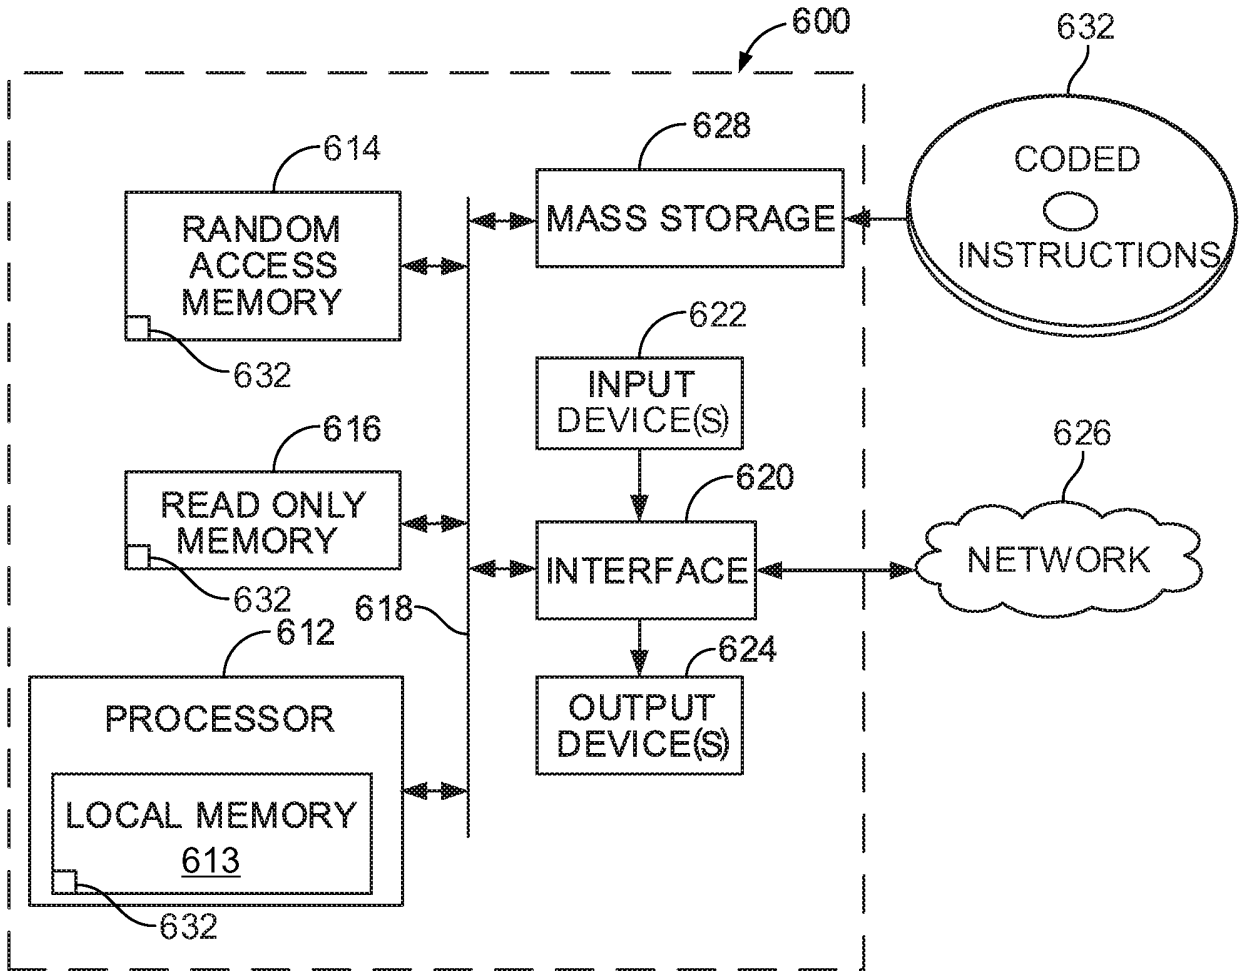 600
632
628
614
CODED
INSTRUCTIONS
MASS STORAGE
RANDOM
ACCESS
MEMORY
632
622
INPUT
DEVICE(S)
616
626
READ ONLY
MEMORY
632
620
INTERFACE
NETWORK
618
612
624
PROCESSOR
OUTPUT
DEVICE(S)
LOCAL MEMORY
613
632